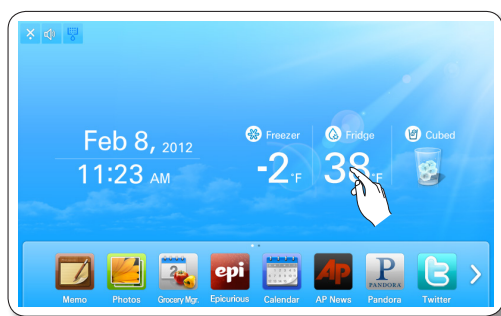 Freezer Fridge Cubed
Feb 8, 2012
-2 °F 38 °F
11:23 AM
epi AP P PANDORA
Memo Photos Grocery Mgr. Epicurious Calendar AP News Pandora Twitter